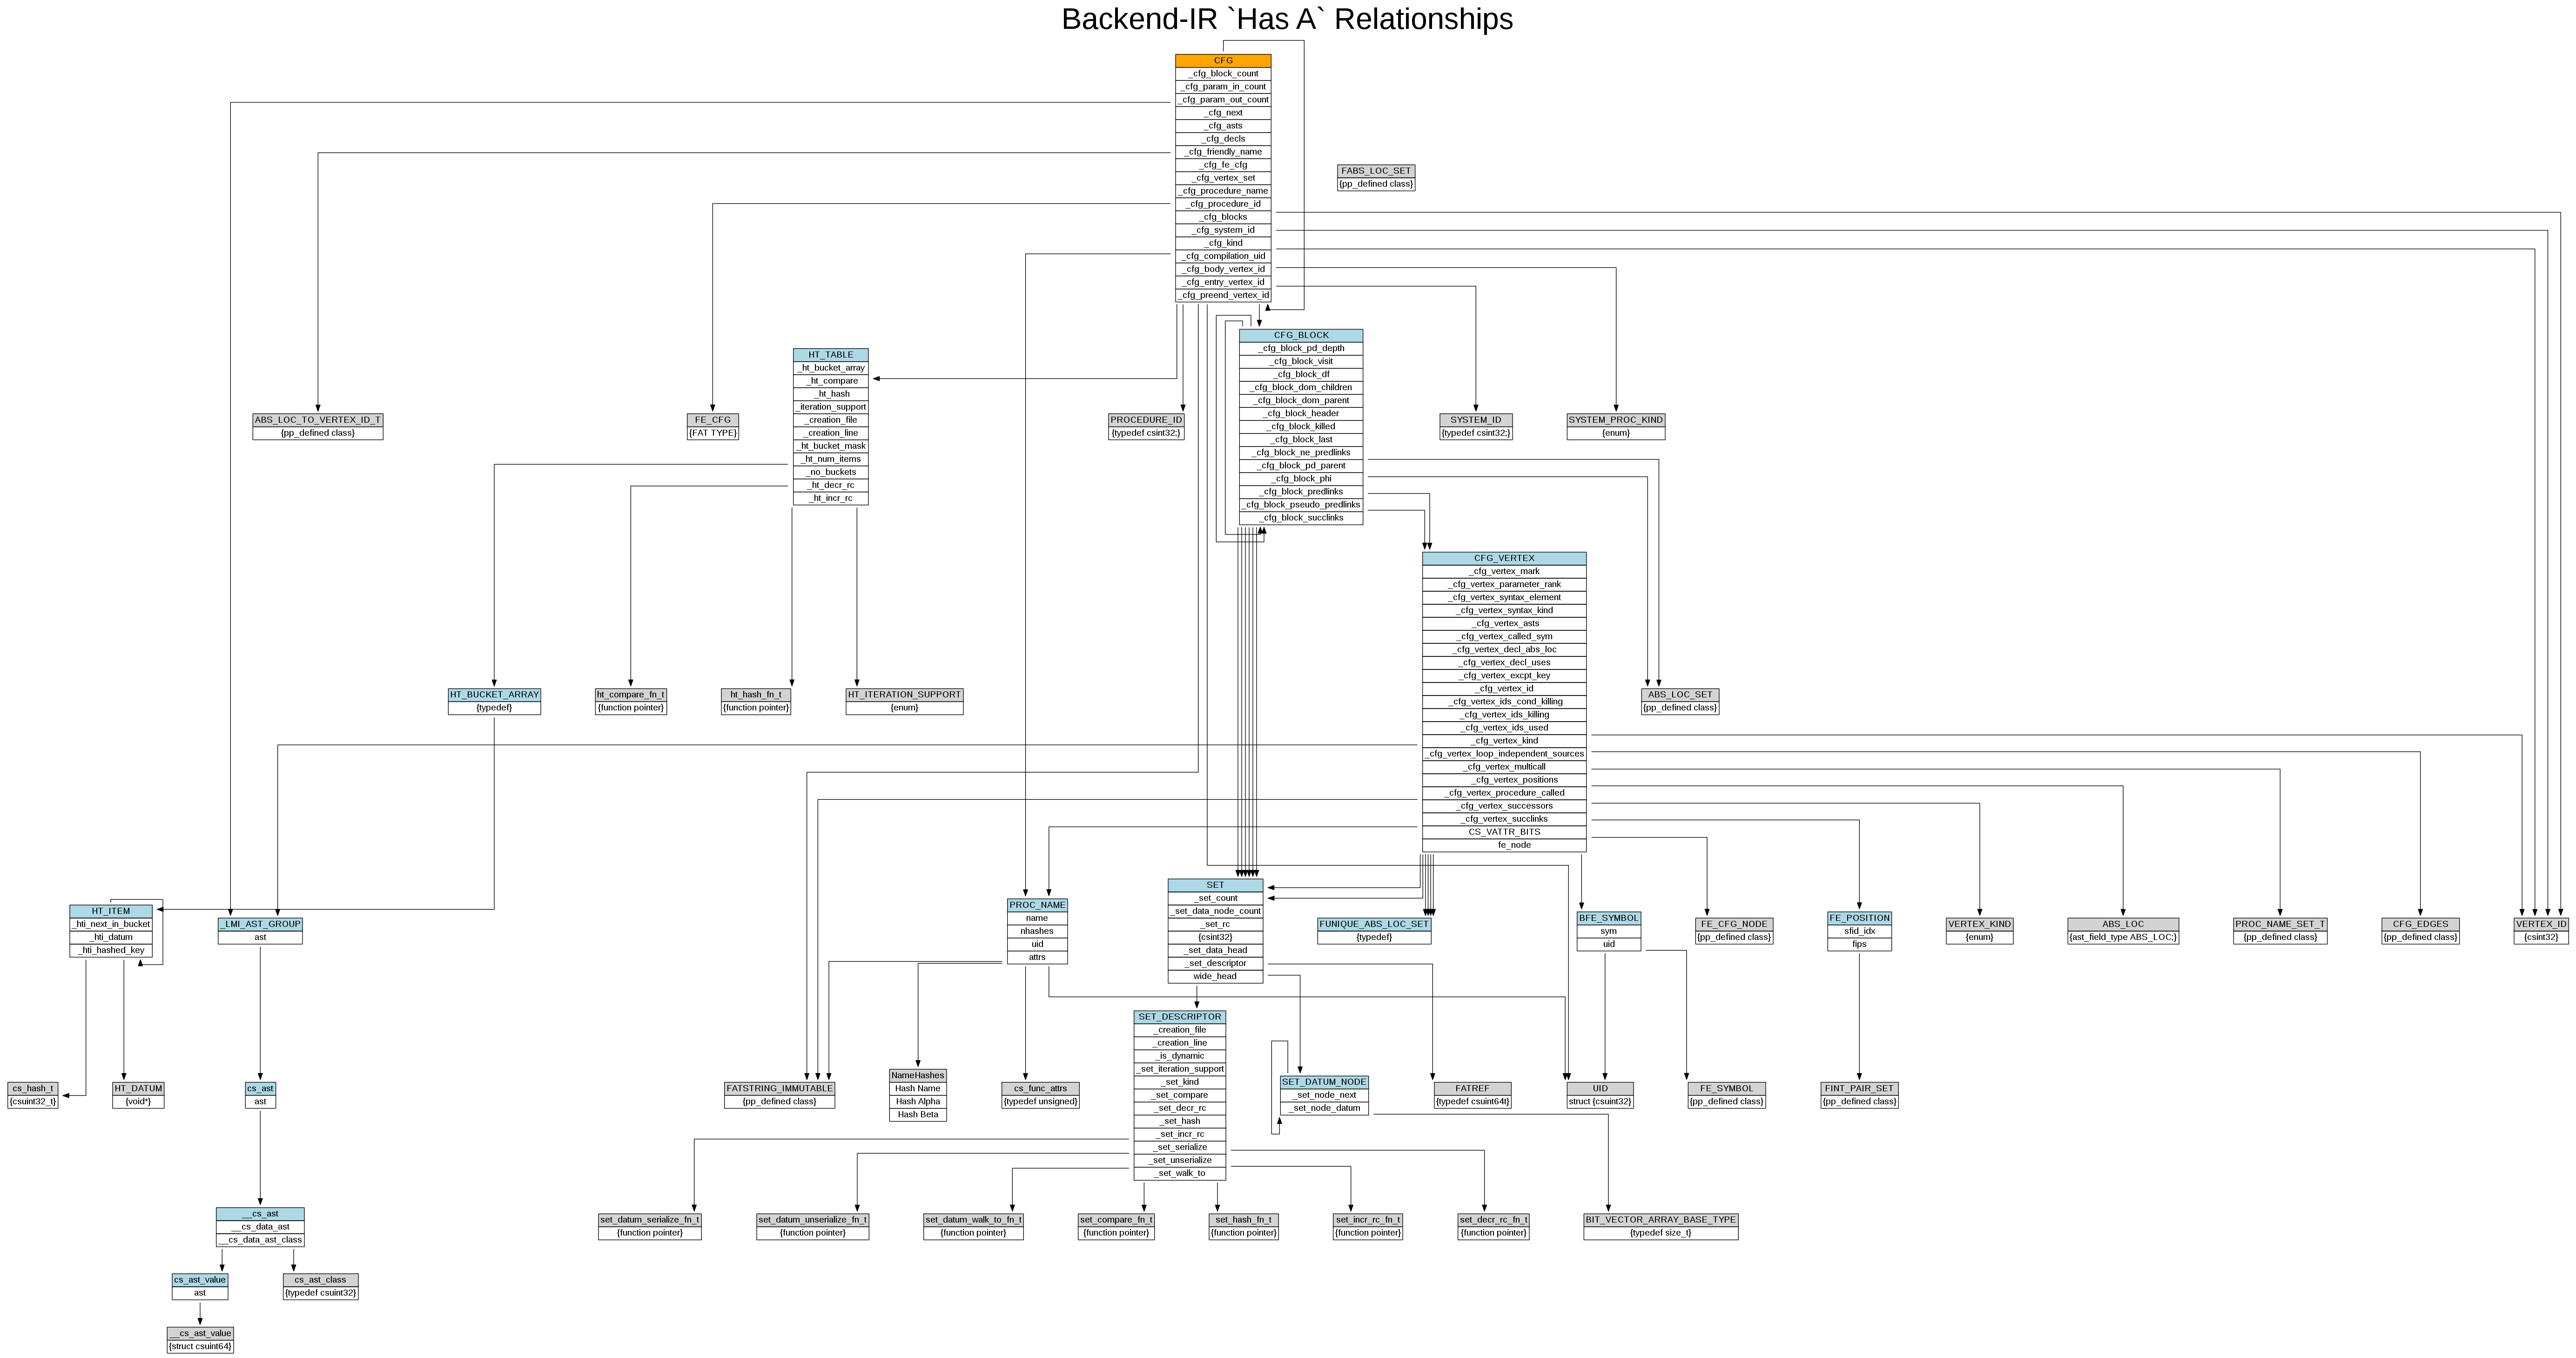 Backend-IR `Has A` Relationships
CFG
_cfg_block_count
_cfg_param_in_count
_cfg_param_out_count
_cfg_next
_cfg_asts
_cfg_decls
_cfg_friendly_name
_cfg_fe_cfg
_cfg_vertex_set
_cfg_procedure_name
_cfg_procedure_id
_cfg_blocks
_cfg_system_id
_cfg_kind
_cfg_compilation_uid
_cfg_body_vertex_id
_cfg_entry_vertex_id
_cfg_preend_vertex_id
FABS_LOC_SET
{pp_defined class}
CFG_BLOCK
_cfg_block_pd_depth
_cfg_block_visit
_cfg_block_df
_cfg_block_dom_children
_cfg_block_dom_parent
_cfg_block_header
_cfg_block_killed
_cfg_block_last
_cfg_block_ne_predlinks
_cfg_block_pd_parent
_cfg_block_phi
_cfg_block_predlinks
_cfg_block_pseudo_predlinks
_cfg_block_succlinks
HT_TABLE
_ht_bucket_array
_ht_compare
_ht_hash
_iteration_support
_creation_file
_creation_line
_ht_bucket_mask
_ht_num_items
_no_buckets
_ht_decr_rc
_ht_incr_rc
ABS_LOC_TO_VERTEX_ID_T
{pp_defined class}
FE_CFG
{FAT TYPE}
PROCEDURE_ID
{typedef csint32;}
SYSTEM_ID
{typedef csint32;}
SYSTEM_PROC_KIND
{enum}
CFG_VERTEX
_cfg_vertex_mark
_cfg_vertex_parameter_rank
_cfg_vertex_syntax_element
_cfg_vertex_syntax_kind
_cfg_vertex_asts
_cfg_vertex_called_sym
_cfg_vertex_decl_abs_loc
_cfg_vertex_decl_uses
_cfg_vertex_excpt_key
_cfg_vertex_id
_cfg_vertex_ids_cond_killing
_cfg_vertex_ids_killing
_cfg_vertex_ids_used
_cfg_vertex_kind
_cfg_vertex_loop_independent_sources
_cfg_vertex_multicall
_cfg_vertex_positions
_cfg_vertex_procedure_called
_cfg_vertex_successors
_cfg_vertex_succlinks
CS_VATTR_BITS
fe_node
HT_BUCKET_ARRAY
{typedef}
ht_compare_fn_t
{function pointer}
ht_hash_fn_t
{function pointer}
HT_ITERATION_SUPPORT
{enum}
ABS_LOC_SET
{pp_defined class}
HT_ITEM
_hti_next_in_bucket
_hti_datum
_hti_hashed_key
_LMI_AST_GROUP
ast
PROC_NAME
name
nhashes
uid
attrs
SET
_set_count
_set_data_node_count
_set_rc
{csint32}
_set_data_head
_set_descriptor
wide_head
FUNIQUE_ABS_LOC_SET
{typedef}
BFE_SYMBOL
sym
uid
FE_CFG_NODE
{pp_defined class}
FE_POSITION
sfid_idx
fips
VERTEX_KIND
{enum}
ABS_LOC
{ast_field_type ABS_LOC;}
PROC_NAME_SET_T
{pp_defined class}
CFG_EDGES
{pp_defined class}
VERTEX_ID
{csint32}
SET_DESCRIPTOR
_creation_file
_creation_line
_is_dynamic
_set_iteration_support
_set_kind
_set_compare
_set_decr_rc
_set_hash
_set_incr_rc
_set_serialize
_set_unserialize
_set_walk_to
cs_hash_t
{csuint32_t}
HT_DATUM
{void*}
cs_ast
ast
FATSTRING_IMMUTABLE
{pp_defined class}
NameHashes
Hash Name
Hash Alpha
Hash Beta
cs_func_attrs
{typedef unsigned}
SET_DATUM_NODE
_set_node_next
_set_node_datum
FATREF
{typedef csuint64t}
UID
struct {csuint32}
FE_SYMBOL
{pp_defined class}
FINT_PAIR_SET
{pp_defined class}
__cs_ast
__cs_data_ast
__cs_data_ast_class
set_datum_serialize_fn_t
{function pointer}
set_datum_unserialize_fn_t
{function pointer}
set_datum_walk_to_fn_t
{function pointer}
set_compare_fn_t
{function pointer}
set_hash_fn_t
{function pointer}
set_incr_rc_fn_t
{function pointer}
set_decr_rc_fn_t
{function pointer}
BIT_VECTOR_ARRAY_BASE_TYPE
{typedef size_t}
cs_ast_value
ast
cs_ast_class
{typedef csuint32}
__cs_ast_value
{struct csuint64}